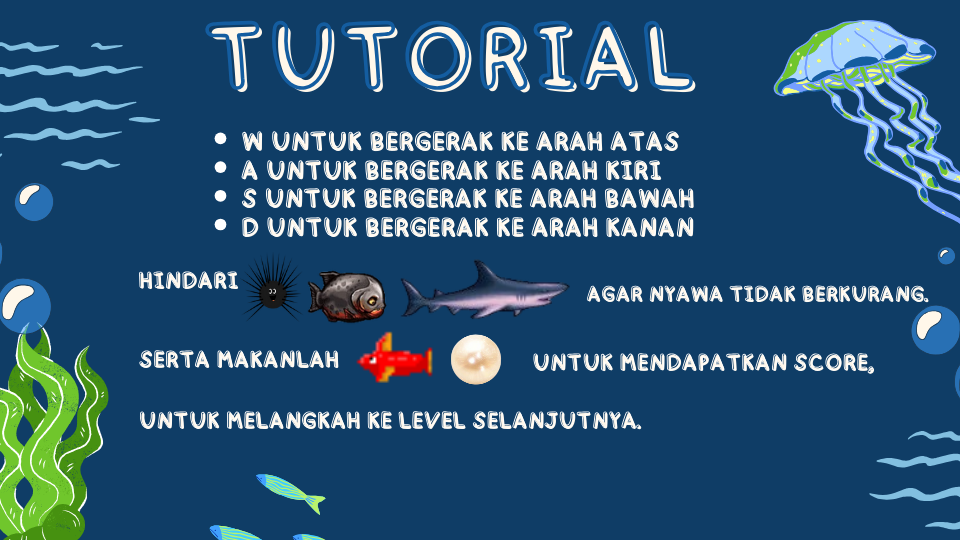 TUTORIAL
W UNTUK BERGERAK KE ARAH ATAS
A UNTUK BERGERAK KE ARAH KIRI
S UNTUK BERGERAK KE ARAH BAWAH
D UNTUK BERGERAK KE ARAH KANAN
HINDARI AGAR NYAWA TIDAK BERKURANG.
SERTA MAKANLAH UNTUK MENDAPATKAN SCORE,
UNTUK MELANGKAH KE LEVEL SELANJUTNYA.